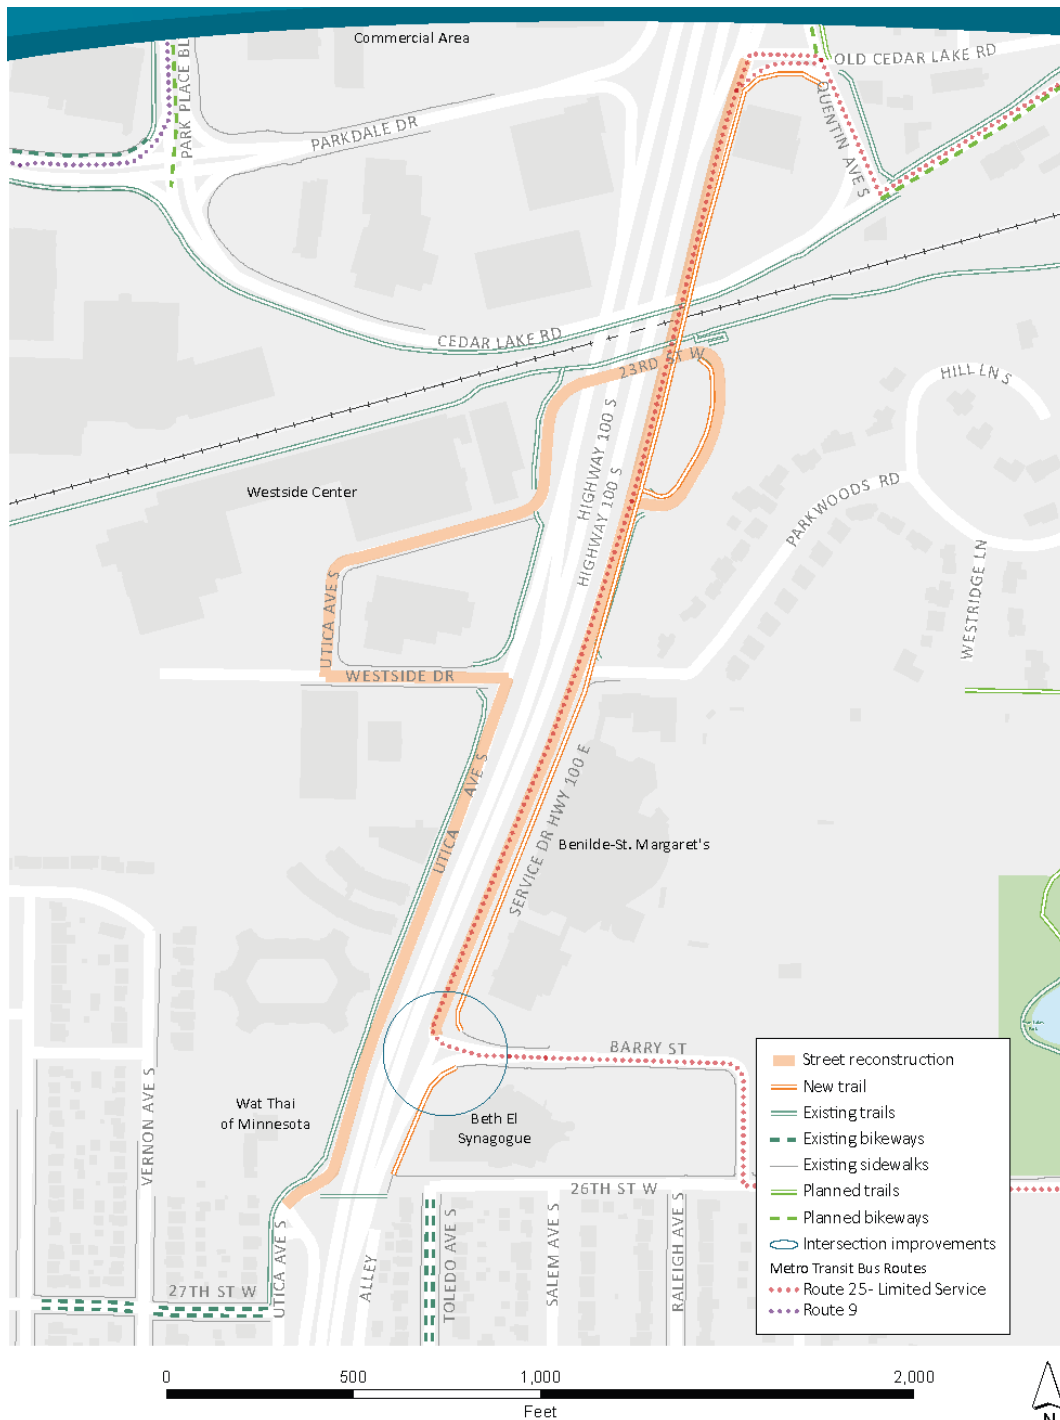 Commercial Area
OLD CEDAR LAKE RD
PARK PLACE BL
PARKDALE DR
QUENTIN AVE S
CEDAR LAKE RD
23RD ST W
HILL LN S
HIGHWAY 100 S
HIGHWAY 100 S
Westside Center
PARKWOODS RD
WESTRIDGE LN
UTICA AVE S
WESTSIDE DR
UTICA AVE S
SERVICE DR HWY 100 E
Benilde-St. Margaret's
BARRY ST
Wat Thai
of Minnesota
Beth El
Synagogue
VERNON AVE S
26TH ST W
UTICA AVE S
ALLEY
TOLEDO AVE S
SALEM AVE S
RALEIGH AVE S
27TH ST W
Street reconstruction
New trail
Existing trails
Existing bikeways
Existing sidewalks
Planned trails
Planned bikeways
Intersection improvements
Metro Transit Bus Routes
Route 25- Limited Service
Route 9
0 500 1,000 2,000
Feet
N